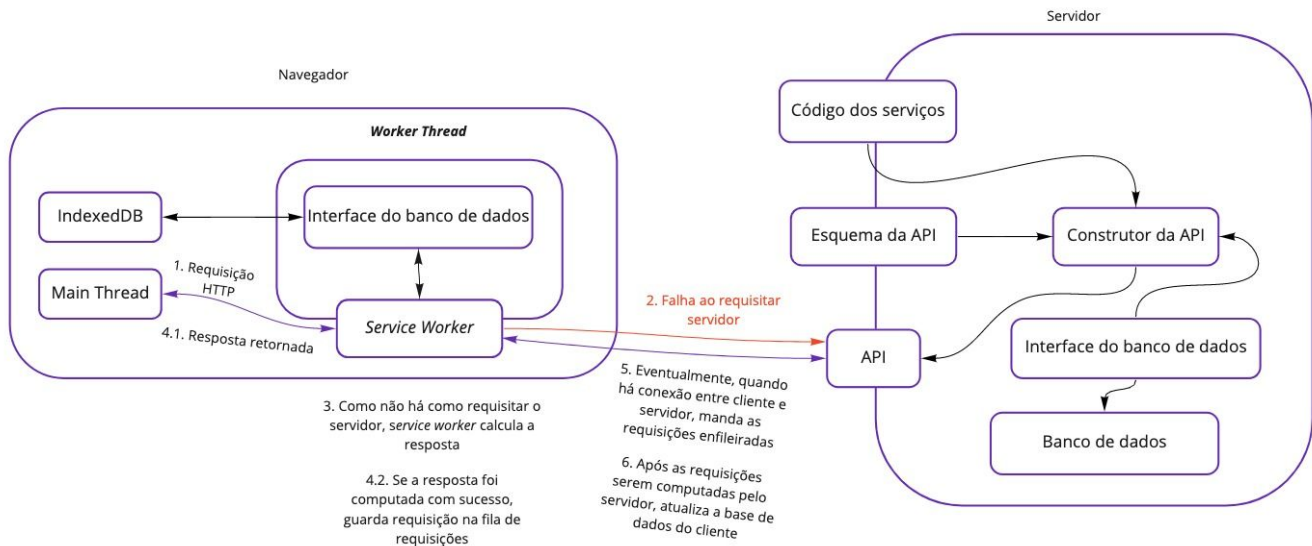 Servidor
Navegador
Código dos serviços
Worker Thread
IndexedDB
Interface do banco de dados
Esquema da API
Construtor da API
1. Requisição
HTTP
Main Thread
2. Falha ao requisitar
servidor
Service Worker
4.1. Resposta retornada
API
Interface do banco de dados
5. Eventualmente, quando
há conexão entre cliente e
servidor, manda as
requisições enfileiradas
3. Como não há como requisitar o
servidor, service worker calcula a
resposta
Banco de dados
4.2. Se a resposta foi
computada com sucesso,
guarda requisição na fila de
requisições
6. Após as requisições
serem computadas pelo
servidor, atualiza a base de
dados do cliente